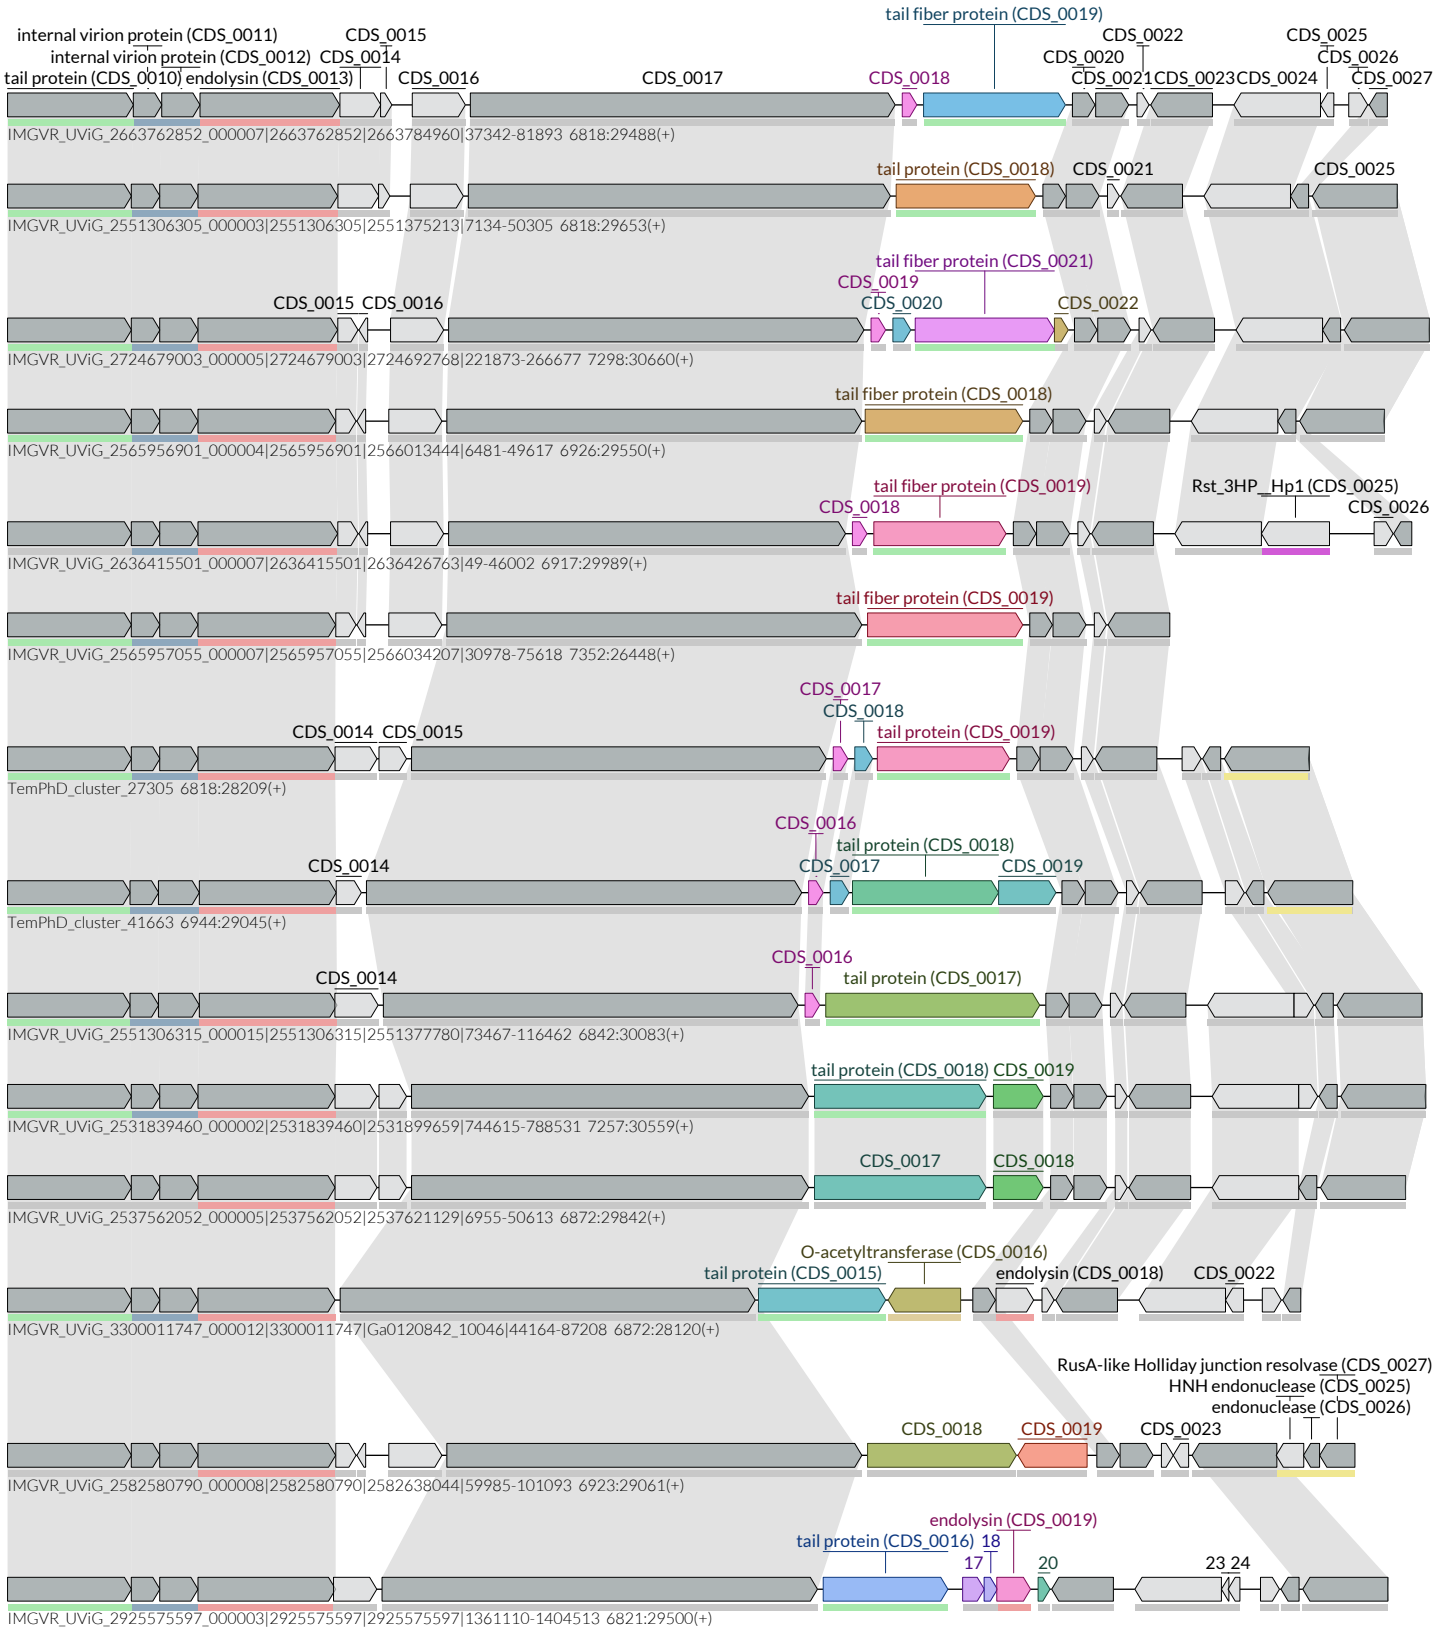 tail fiber protein (CDS_0019)
internal virion protein (CDS_0011) CDS_0015 CDS_0022 CDS_0025
internal virion protein (CDS_0012) CDS_0014 CDS_0020 CDS_0026
tail protein (CDS_0010) endolysin (CDS_0013) CDS_0016 CDS_0017 CDS_0018 CDS_0021 CDS_0023 CDS_0024 CDS_0027
IMGVR_UViG_2663762852_000007|2663762852|2663784960|37342-81893 6818:29488(+)
tail protein (CDS_0018) CDS_0021 CDS_0025
IMGVR_UViG_2551306305_000003|2551306305|2551375213|7134-50305 6818:29653(+)
tail fiber protein (CDS_0021)
CDS_0019
CDS_0015 CDS_0016 CDS_0020 CDS_0022
IMGVR_UViG_2724679003_000005|2724679003|2724692768|221873-266677 7298:30660(+)
tail fiber protein (CDS_0018)
IMGVR_UViG_2565956901_000004|2565956901|2566013444|6481-49617 6926:29550(+)
tail fiber protein (CDS_0019) Rst_3HP__Hp1 (CDS_0025)
CDS_0018 CDS_0026
IMGVR_UViG_2636415501_000007|2636415501|2636426763|49-46002 6917:29989(+)
tail fiber protein (CDS_0019)
IMGVR_UViG_2565957055_000007|2565957055|2566034207|30978-75618 7352:26448(+)
CDS_0017
CDS_0018
CDS_0014 CDS_0015 tail protein (CDS_0019)
TemPhD_cluster_27305 6818:28209(+)
CDS_0016
tail protein (CDS_0018)
CDS_0014 CDS_0017 CDS_0019
TemPhD_cluster_41663 6944:29045(+)
CDS_0016
CDS_0014 tail protein (CDS_0017)
IMGVR_UViG_2551306315_000015|2551306315|2551377780|73467-116462 6842:30083(+)
tail protein (CDS_0018) CDS_0019
IMGVR_UViG_2531839460_000002|2531839460|2531899659|744615-788531 7257:30559(+)
CDS_0017 CDS_0018
IMGVR_UViG_2537562052_000005|2537562052|2537621129|6955-50613 6872:29842(+)
O-acetyltransferase (CDS_0016)
tail protein (CDS_0015) endolysin (CDS_0018) CDS_0022
IMGVR_UViG_3300011747_000012|3300011747|Ga0120842_10046|44164-87208 6872:28120(+)
RusA-like Holliday junction resolvase (CDS_0027)
HNH endonuclease (CDS_0025)
endonuclease (CDS_0026)
CDS_0018 CDS_0019 CDS_0023
IMGVR_UViG_2582580790_000008|2582580790|2582638044|59985-101093 6923:29061(+)
endolysin (CDS_0019)
tail protein (CDS_0016) 18
17 20 23 24
IMGVR_UViG_2925575597_000003|2925575597|2925575597|1361110-1404513 6821:29500(+)